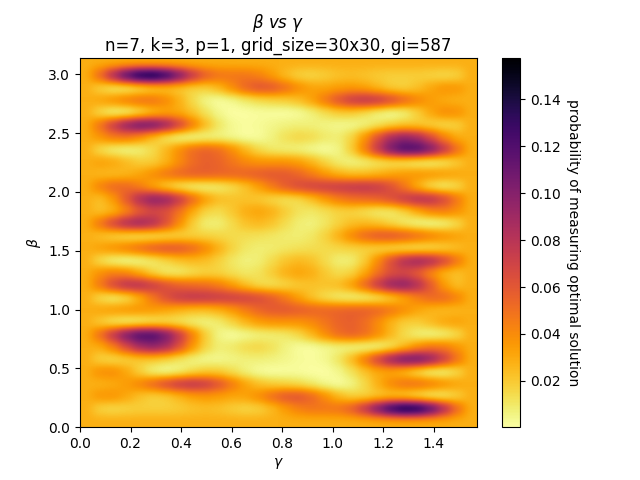 β vs γ
n=7, k=3, p=1, grid_size=30x30, gi=587
3.0
2.5
2.0
1.5
1.0
0.5
0.0
β
0.0 0.2 0.4 0.6 0.8 1.0 1.2 1.4
γ
0.14
0.12
0.10
0.08
0.06
0.04
0.02
probability of measuring optimal solution